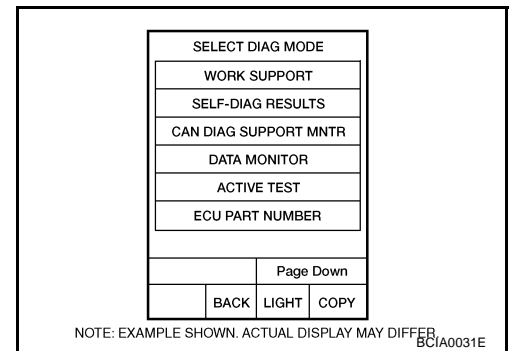 SELECT DIAG MODE
WORK SUPPORT
SELF-DIAG RESULTS
CAN DIAG SUPPORT MNTR
DATA MONITOR
ACTIVE TEST
ECU PART NUMBER
Page Down
BACK LIGHT COPY
NOTE: EXAMPLE SHOWN. ACTUAL DISPLAY MAY DIFFER.
BCIA0031E